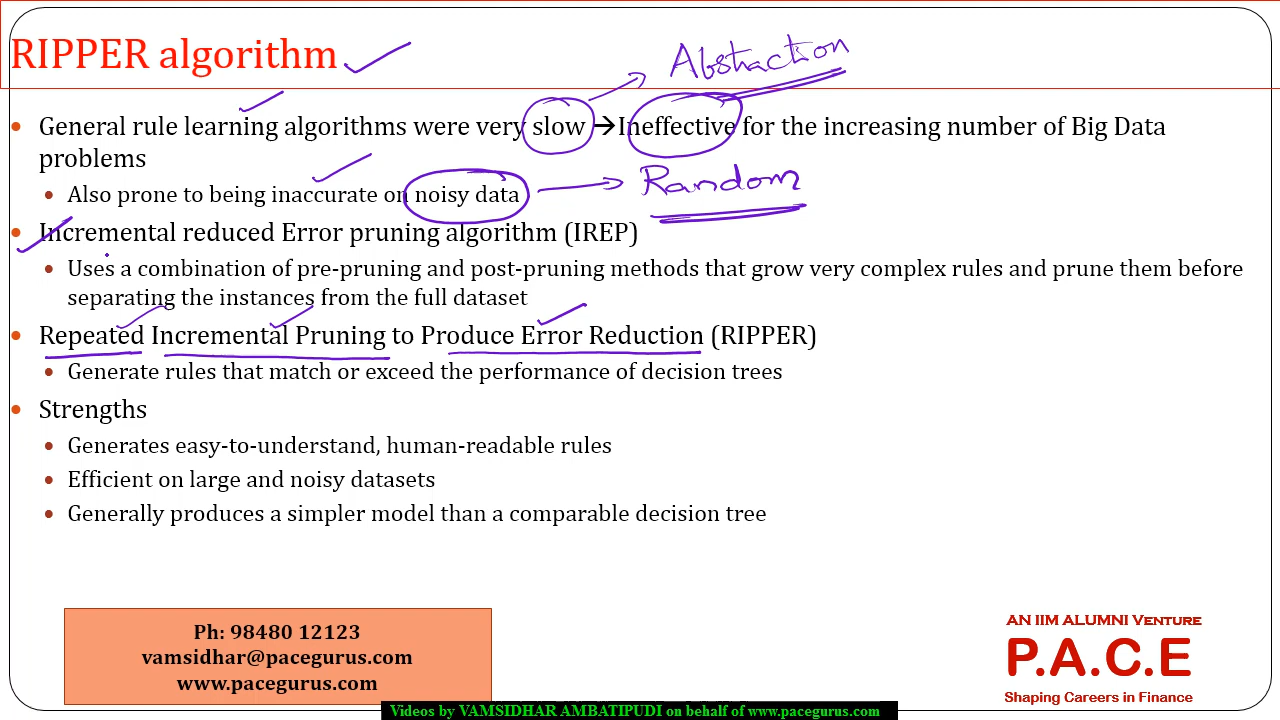 RIPPER algorithm
Abstraction
• General rule learning algorithms were very slow → Ineffective for the increasing number of Big Data
problems
• Also prone to being inaccurate on noisy data
Random
• Incremental reduced Error pruning algorithm (IREP)
• Uses a combination of pre-pruning and post-pruning methods that grow very complex rules and prune them before
separating the instances from the full dataset
• Repeated Incremental Pruning to Produce Error Reduction (RIPPER)
• Generate rules that match or exceed the performance of decision trees
• Strengths
• Generates easy-to-understand, human-readable rules
• Efficient on large and noisy datasets
• Generally produces a simpler model than a comparable decision tree
Ph: 98480 12123
vamsidhar@pacegurus.com
www.pacegurus.com
AN IIM ALUMNI VENTURE
P.A.C.E
Shaping Careers in Finance
Videos by VAMSIDHAR AMBATIPUDI on behalf of www.pacegurus.com